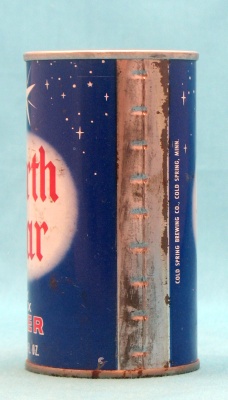 rth
ar
ER
OZ.
COLD SPRING BREWING CO., COLD SPRING, MINN.